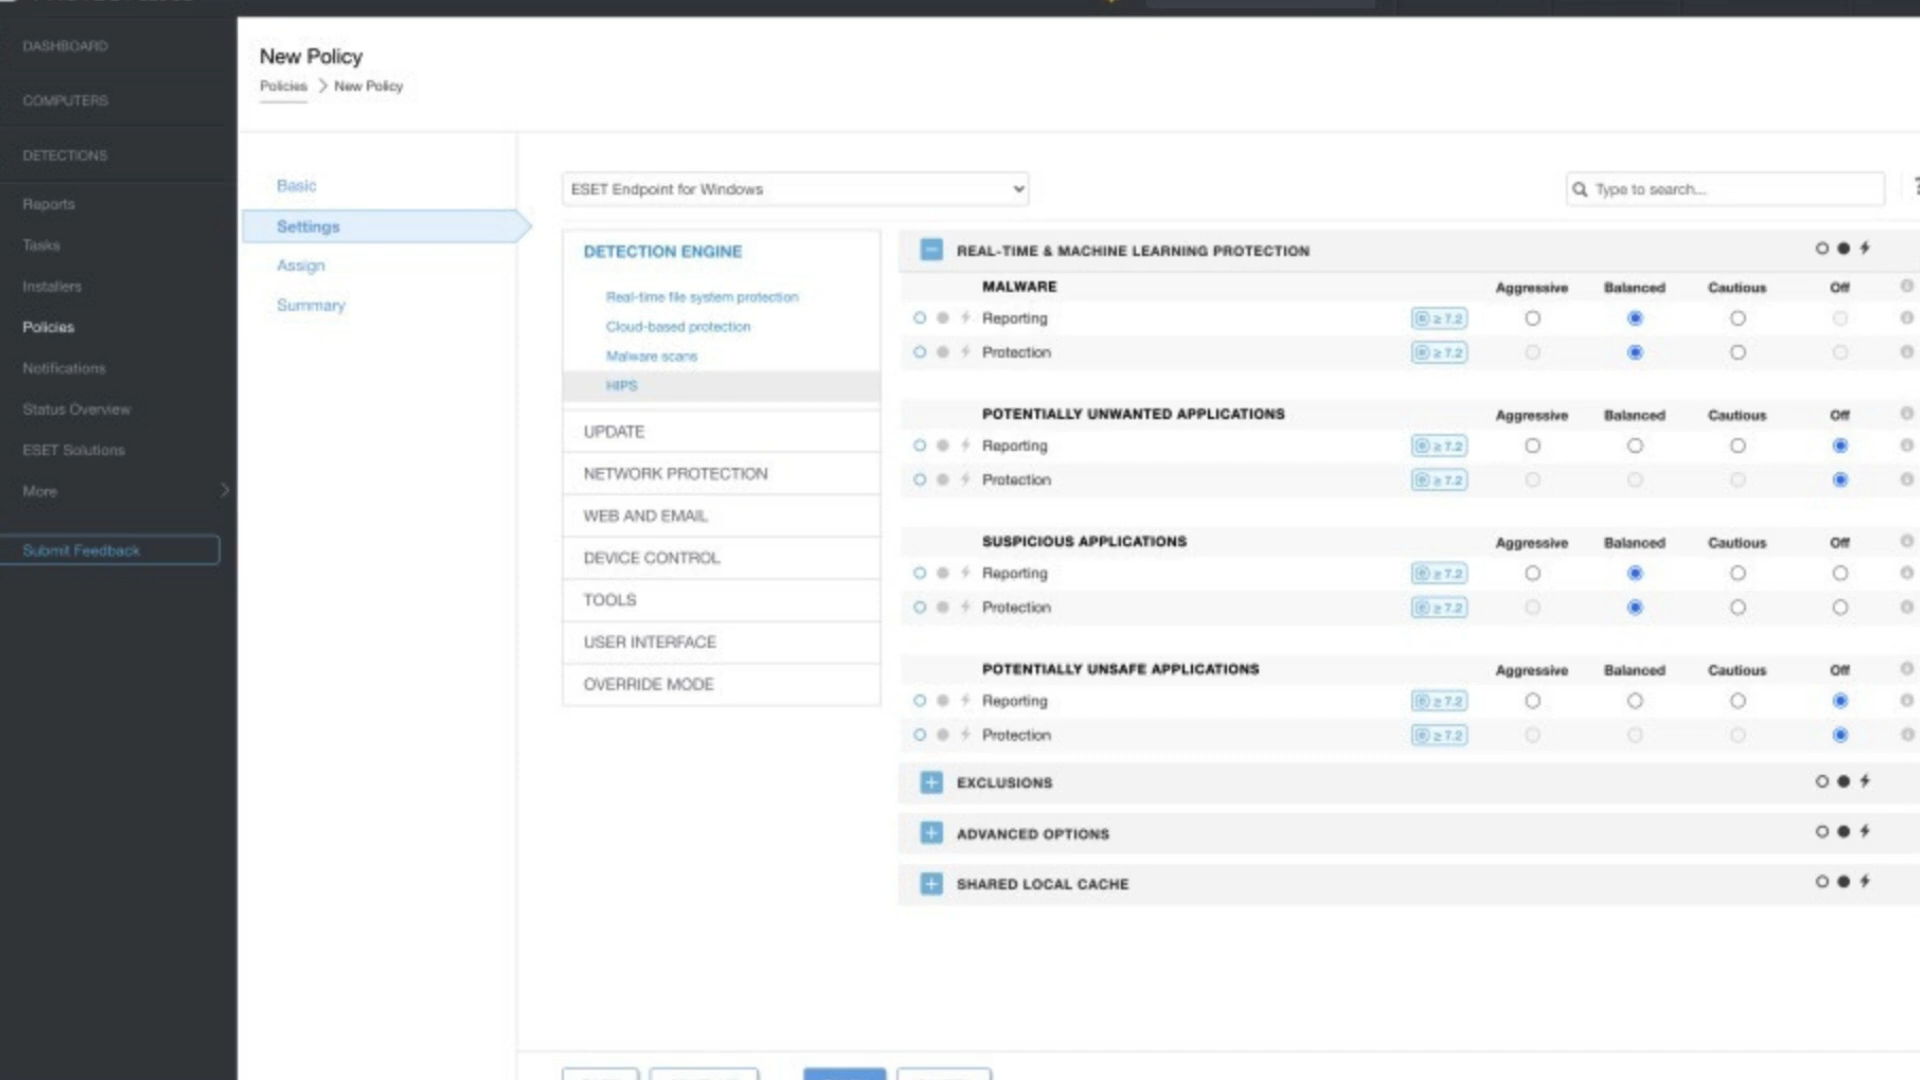 DASHBOARD
COMPUTERS
DETECTIONS
Reports
Tasks
Installers
Policies
Notifications
Status Overview
ESET Solutions
More
Submit Feedback
New Policy
Policies > New Policy
Basic
Settings
Assign
Summary
ESET Endpoint for Windows
Type to search...
?
DETECTION ENGINE
Real-time file system protection
Cloud-based protection
Malware scans
HIPS
UPDATE
NETWORK PROTECTION
WEB AND EMAIL
DEVICE CONTROL
TOOLS
USER INTERFACE
OVERRIDE MODE
REAL-TIME & MACHINE LEARNING PROTECTION
MALWARE Aggressive Balanced Cautious Off
Reporting ≥ 7.2
Protection ≥ 7.2
POTENTIALLY UNWANTED APPLICATIONS Aggressive Balanced Cautious Off
Reporting ≥ 7.2
Protection ≥ 7.2
SUSPICIOUS APPLICATIONS Aggressive Balanced Cautious Off
Reporting ≥ 7.2
Protection ≥ 7.2
POTENTIALLY UNSAFE APPLICATIONS Aggressive Balanced Cautious Off
Reporting ≥ 7.2
Protection ≥ 7.2
EXCLUSIONS
ADVANCED OPTIONS
SHARED LOCAL CACHE